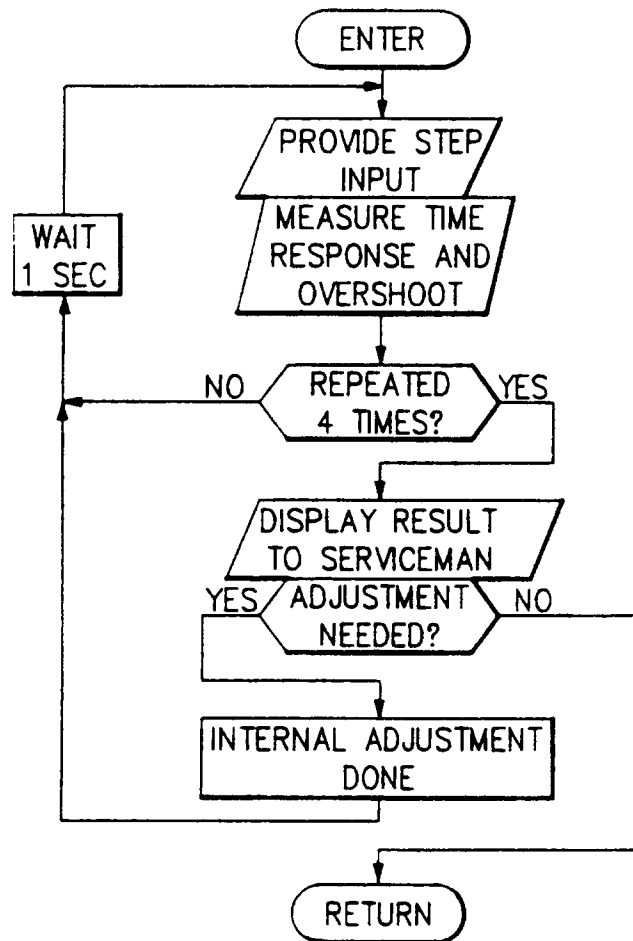 ENTER
PROVIDE STEP
INPUT
MEASURE TIME
RESPONSE AND
OVERSHOOT
WAIT
1 SEC
NO
REPEATED
4 TIMES?
YES
DISPLAY RESULT
TO SERVICEMAN
YES
ADJUSTMENT
NEEDED?
NO
INTERNAL ADJUSTMENT
DONE
RETURN